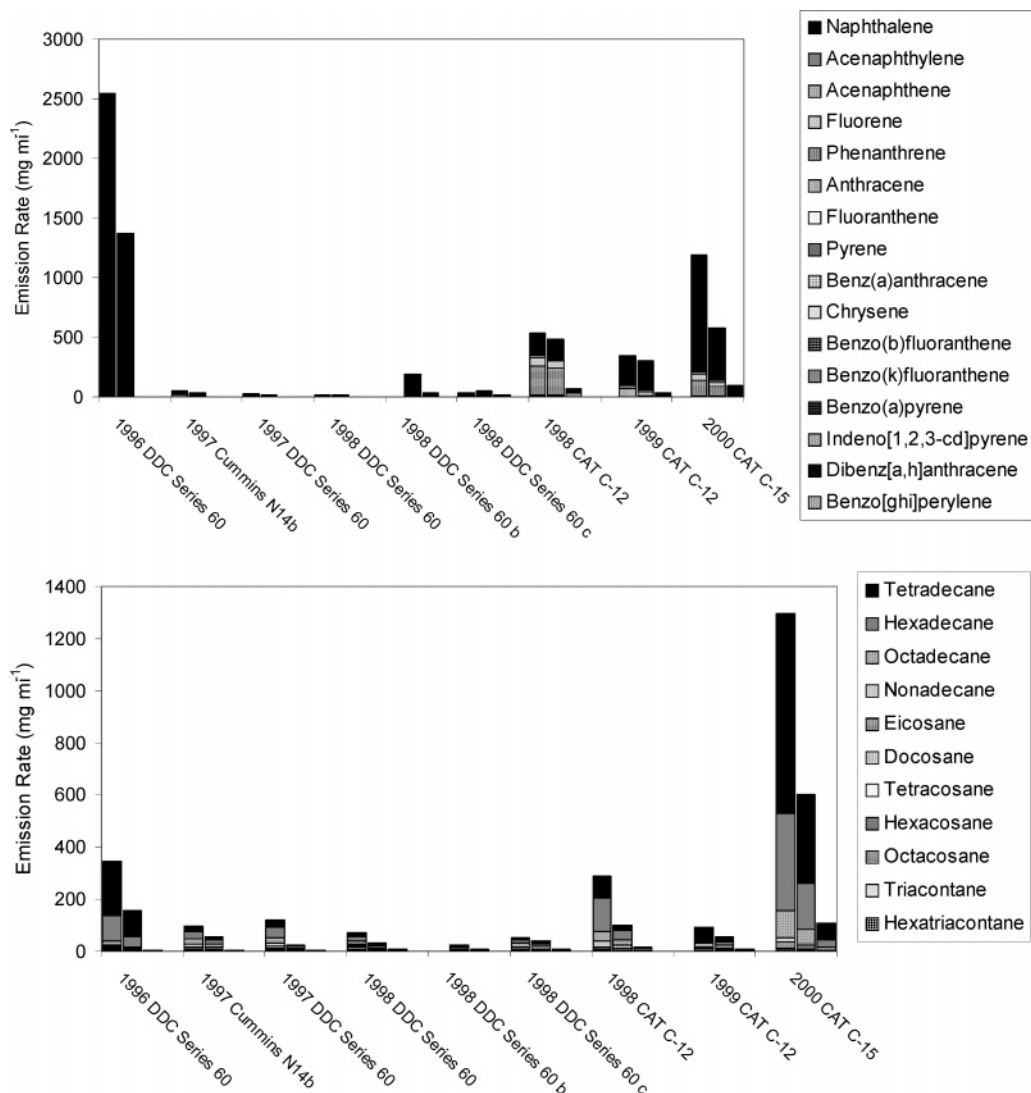 Emission Rate (mg mi⁻¹)
3000
2500
2000
1500
1000
500
0
1996 DDC Series 60
1997 Cummins N14b
1997 DDC Series 60
1998 DDC Series 60
1998 DDC Series 60 b
1998 DDC Series 60 c
1998 CAT C-12
1999 CAT C-12
2000 CAT C-15
Naphthalene
Acenaphthylene
Acenaphthene
Fluorene
Phenanthrene
Anthracene
Fluoranthene
Pyrene
Benz(a)anthracene
Chrysene
Benzo(b)fluoranthene
Benzo(k)fluoranthene
Benzo(a)pyrene
Indeno[1,2,3-cd]pyrene
Dibenz[a,h]anthracene
Benzo[ghi]perylene
Emission Rate (mg mi⁻¹)
1400
1200
1000
800
600
400
200
0
1996 DDC Series 60
1997 Cummins N14b
1997 DDC Series 60
1998 DDC Series 60
1998 DDC Series 60 b
1998 DDC Series 60 c
1998 CAT C-12
1999 CAT C-12
2000 CAT C-15
Tetradecane
Hexadecane
Octadecane
Nonadecane
Eicosane
Docosane
Tetracosane
Hexacosane
Octacosane
Triacontane
Hexatriacontane